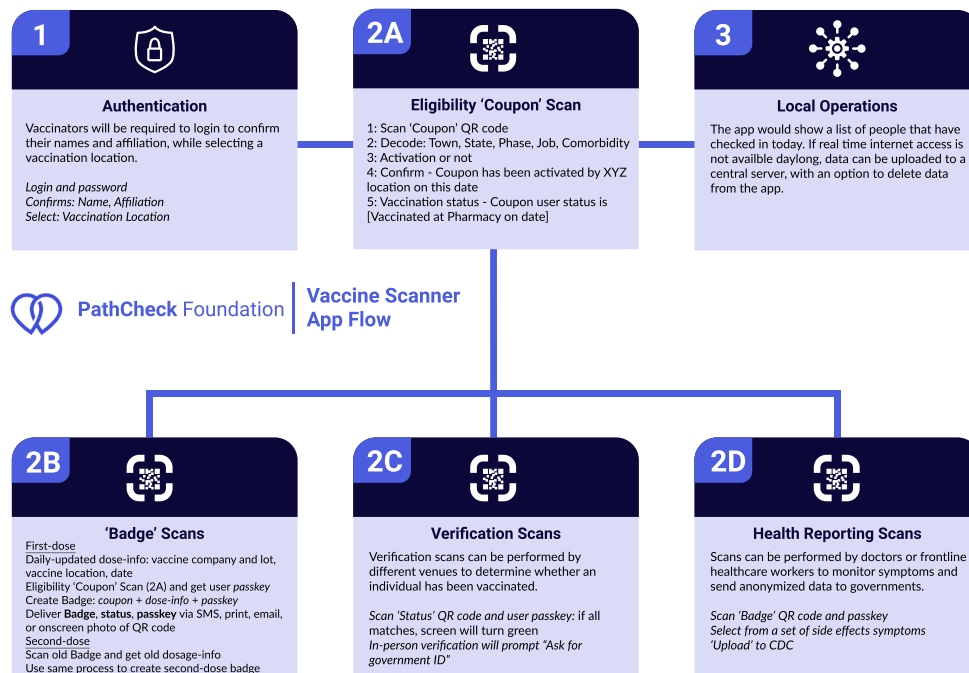 1
Authentication
Vaccinators will be required to login to confirm
their names and affiliation, while selecting a
vaccination location.
Login and password
Confirms: Name, Affiliation
Select: Vaccination Location
2A
Eligibility ‘Coupon’ Scan
1: Scan ‘Coupon’ QR code
2: Decode: Town, State, Phase, Job, Comorbidity
3: Activation or not
4: Confirm - Coupon has been activated by XYZ
location on this date
5: Vaccination status - Coupon user status is
[Vaccinated at Pharmacy on date]
3
Local Operations
The app would show a list of people that have
checked in today. If real time internet access is
not availble daylong, data can be uploaded to a
central server, with an option to delete data
from the app.
PathCheck Foundation
Vaccine Scanner
App Flow
2B
‘Badge’ Scans
First-dose
Daily-updated dose-info: vaccine company and lot,
vaccine location, date
Eligibility ‘Coupon’ Scan (2A) and get user passkey
Create Badge: coupon + dose-info + passkey
Deliver Badge, status, passkey via SMS, print, email,
or onscreen photo of QR code
Second-dose
Scan old Badge and get old dosage-info
Use same process to create second-dose badge
2C
Verification Scans
Verification scans can be performed by
different venues to determine whether an
individual has been vaccinated.
Scan ‘Status’ QR code and user passkey: if all
matches, screen will turn green
In-person verification will prompt “Ask for
government ID”
2D
Health Reporting Scans
Scans can be performed by doctors or frontline
healthcare workers to monitor symptoms and
send anonymized data to governments.
Scan ‘Badge’ QR code and passkey
Select from a set of side effects symptoms
‘Upload’ to CDC